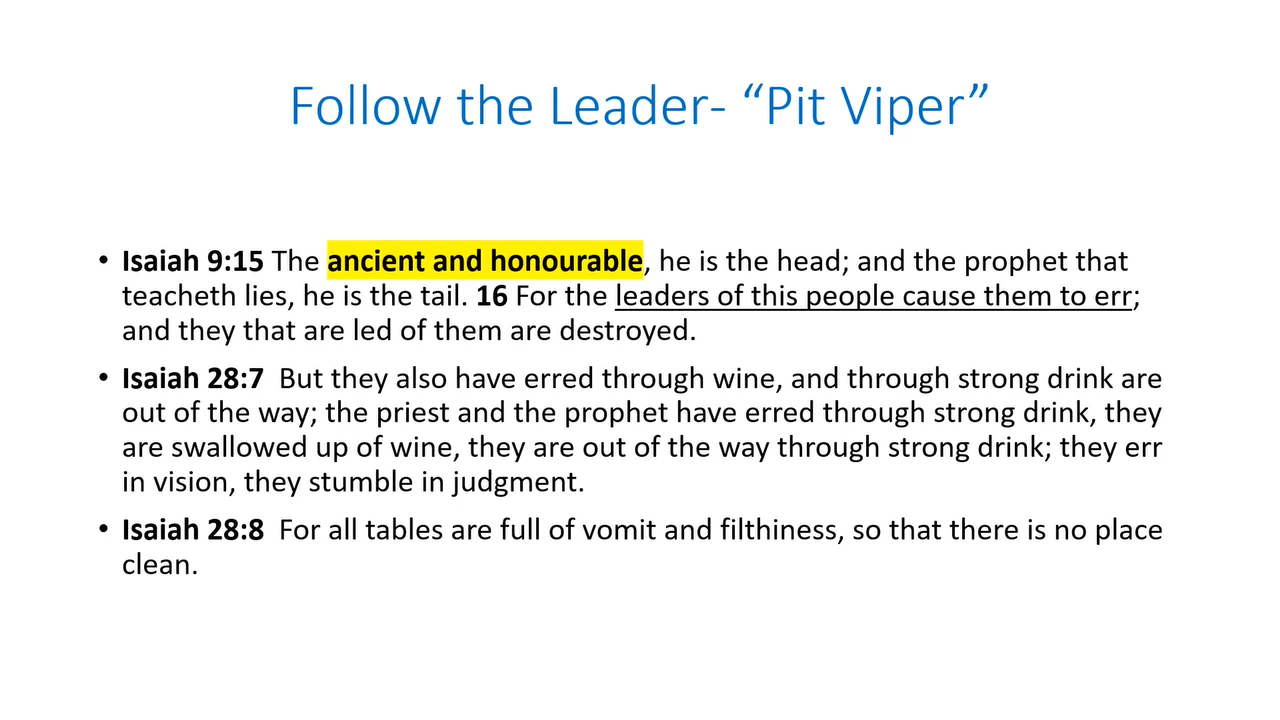 Follow the Leader- “Pit Viper”
• Isaiah 9:15 The ancient and honourable, he is the head; and the prophet that
teacheth lies, he is the tail. 16 For the leaders of this people cause them to err;
and they that are led of them are destroyed.
• Isaiah 28:7  But they also have erred through wine, and through strong drink are
out of the way; the priest and the prophet have erred through strong drink, they
are swallowed up of wine, they are out of the way through strong drink; they err
in vision, they stumble in judgment.
• Isaiah 28:8  For all tables are full of vomit and filthiness, so that there is no place
clean.